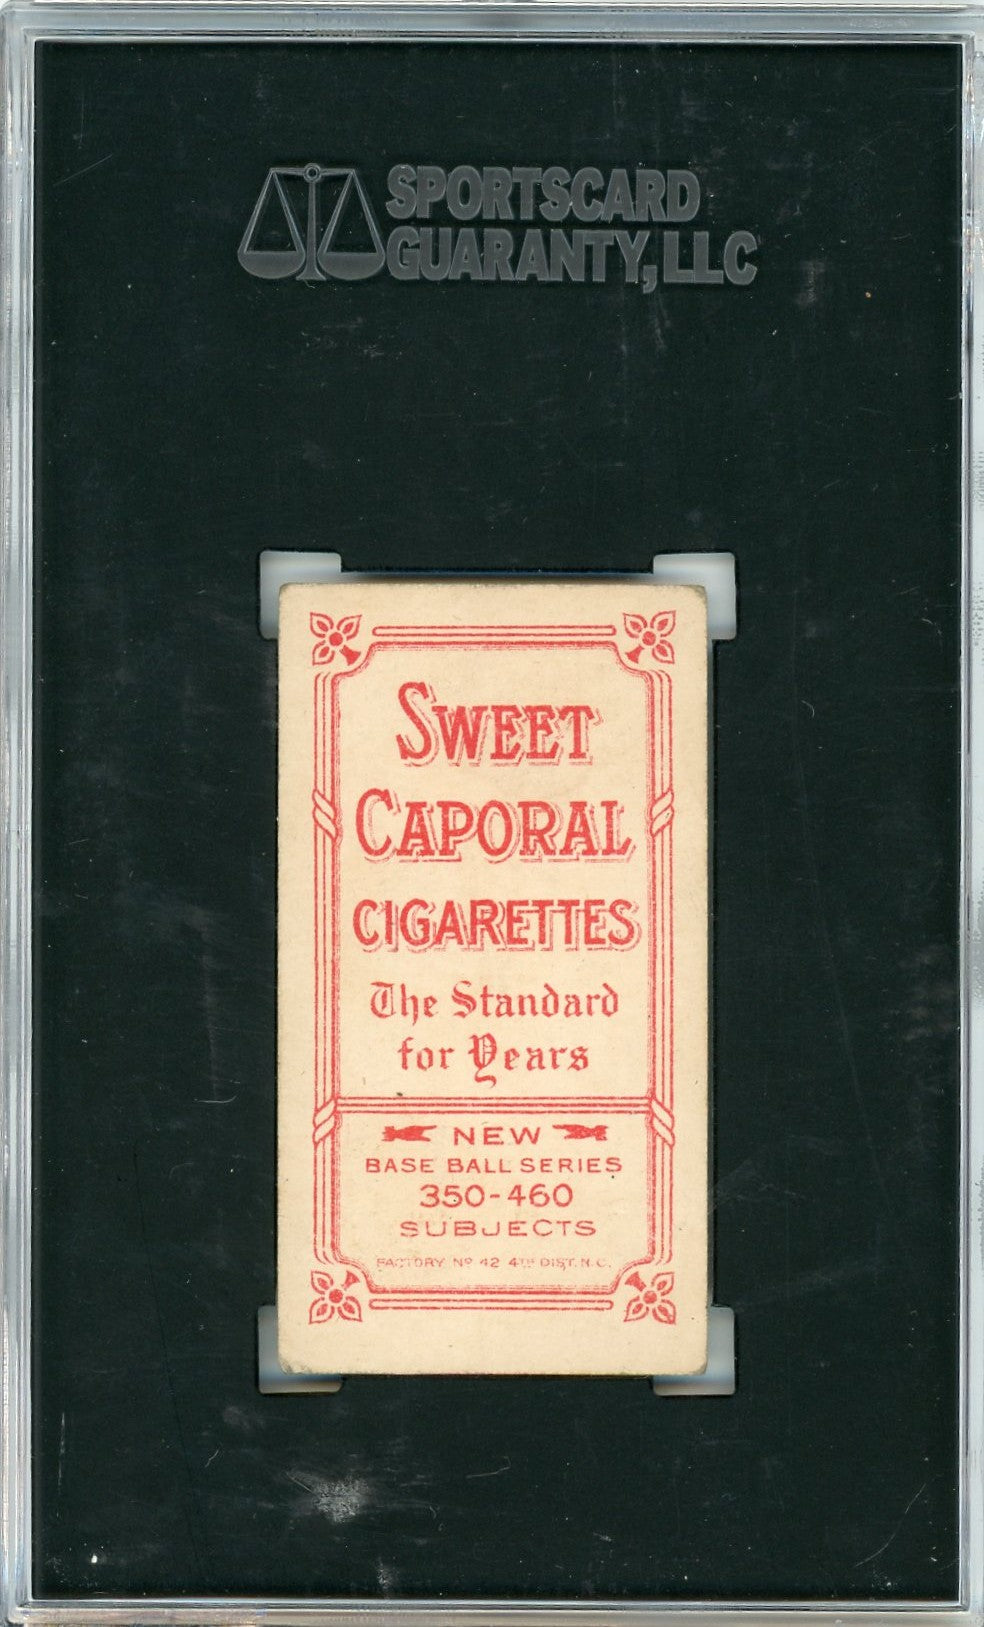 SPORTSCARD
GUARANTY, LLC
SWEET
CAPORAL
CIGARETTES
The Standard
for Years
NEW
BASE BALL SERIES
350-460
SUBJECTS
FACTORY Nº 42 4TH DIST. N.C.